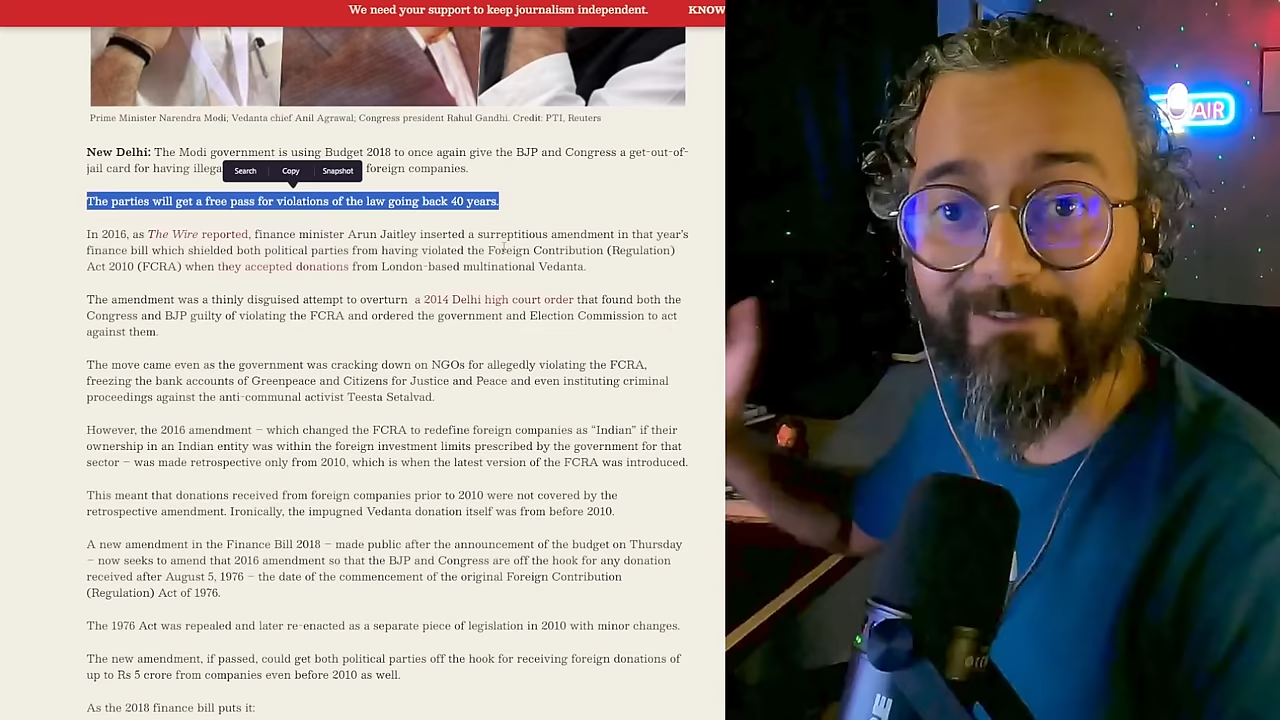 We need your support to keep journalism independent. KNOW
Prime Minister Narendra Modi; Vedanta chief Anil Agrawal; Congress president Rahul Gandhi. Credit: PTI, Reuters
New Delhi: The Modi government is using Budget 2018 to once again give the BJP and Congress a get-out-of-
jail card for having illega foreign companies.
Search Copy Snapshot
The parties will get a free pass for violations of the law going back 40 years.
In 2016, as The Wire reported, finance minister Arun Jaitley inserted a surreptitious amendment in that year's
finance bill which shielded both political parties from having violated the Foreign Contribution (Regulation)
Act 2010 (FCRA) when they accepted donations from London-based multinational Vedanta.
The amendment was a thinly disguised attempt to overturn a 2014 Delhi high court order that found both the
Congress and BJP guilty of violating the FCRA and ordered the government and Election Commission to act
against them.
The move came even as the government was cracking down on NGOs for allegedly violating the FCRA,
freezing the bank accounts of Greenpeace and Citizens for Justice and Peace and even instituting criminal
proceedings against the anti-communal activist Teesta Setalvad.
However, the 2016 amendment – which changed the FCRA to redefine foreign companies as “Indian” if their
ownership in an Indian entity was within the foreign investment limits prescribed by the government for that
sector – was made retrospective only from 2010, which is when the latest version of the FCRA was introduced.
This meant that donations received from foreign companies prior to 2010 were not covered by the
retrospective amendment. Ironically, the impugned Vedanta donation itself was from before 2010.
A new amendment in the Finance Bill 2018 – made public after the announcement of the budget on Thursday
– now seeks to amend that 2016 amendment so that the BJP and Congress are off the hook for any donation
received after August 5, 1976 – the date of the commencement of the original Foreign Contribution
(Regulation) Act of 1976.
The 1976 Act was repealed and later re-enacted as a separate piece of legislation in 2010 with minor changes.
The new amendment, if passed, could get both political parties off the hook for receiving foreign donations of
up to Rs 5 crore from companies even before 2010 as well.
As the 2018 finance bill puts it:
AIR